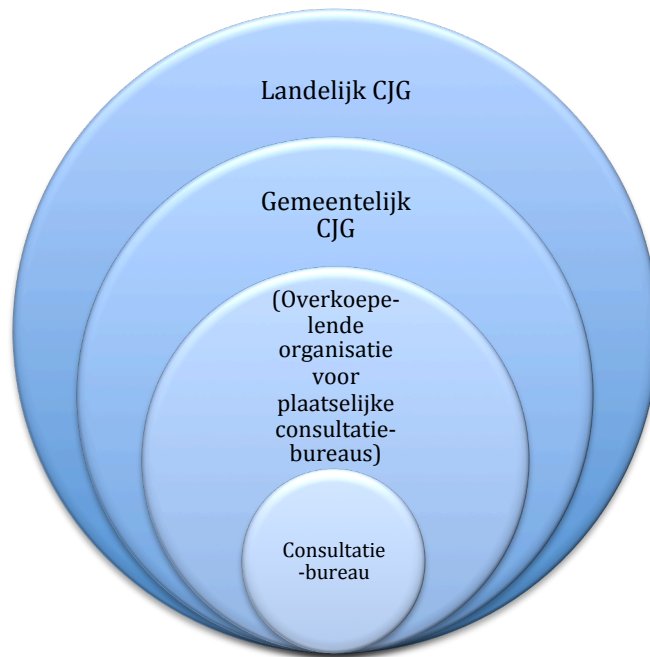 Landelijk CJG
Gemeentelijk
CJG
(Overkoepe-
lende
organisatie
voor
plaatselijke
consultatie-
bureaus)
Consultatie
-bureau